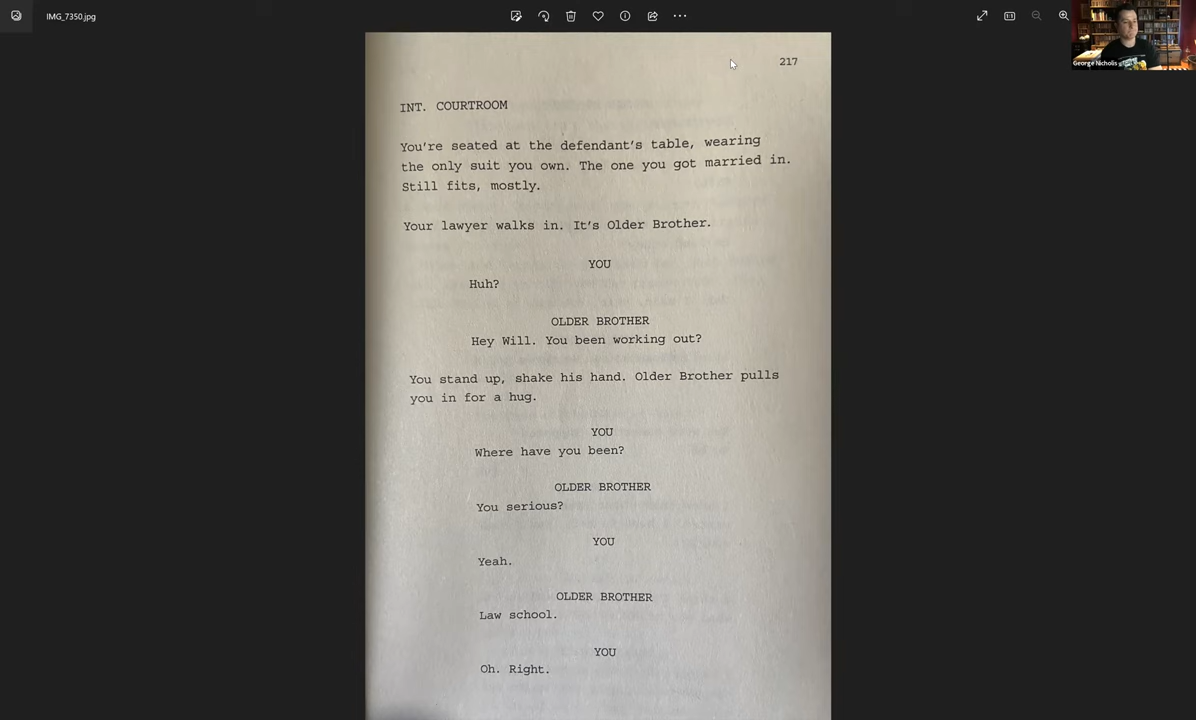 IMG_7350.jpg
George Nicholis
217
INT. COURTROOM
You're seated at the defendant's table, wearing
the only suit you own. The one you got married in.
Still fits, mostly.
Your lawyer walks in. It's Older Brother.
YOU
Huh?
OLDER BROTHER
Hey Will. You been working out?
You stand up, shake his hand. Older Brother pulls
you in for a hug.
YOU
Where have you been?
OLDER BROTHER
You serious?
YOU
Yeah.
OLDER BROTHER
Law school.
YOU
Oh. Right.